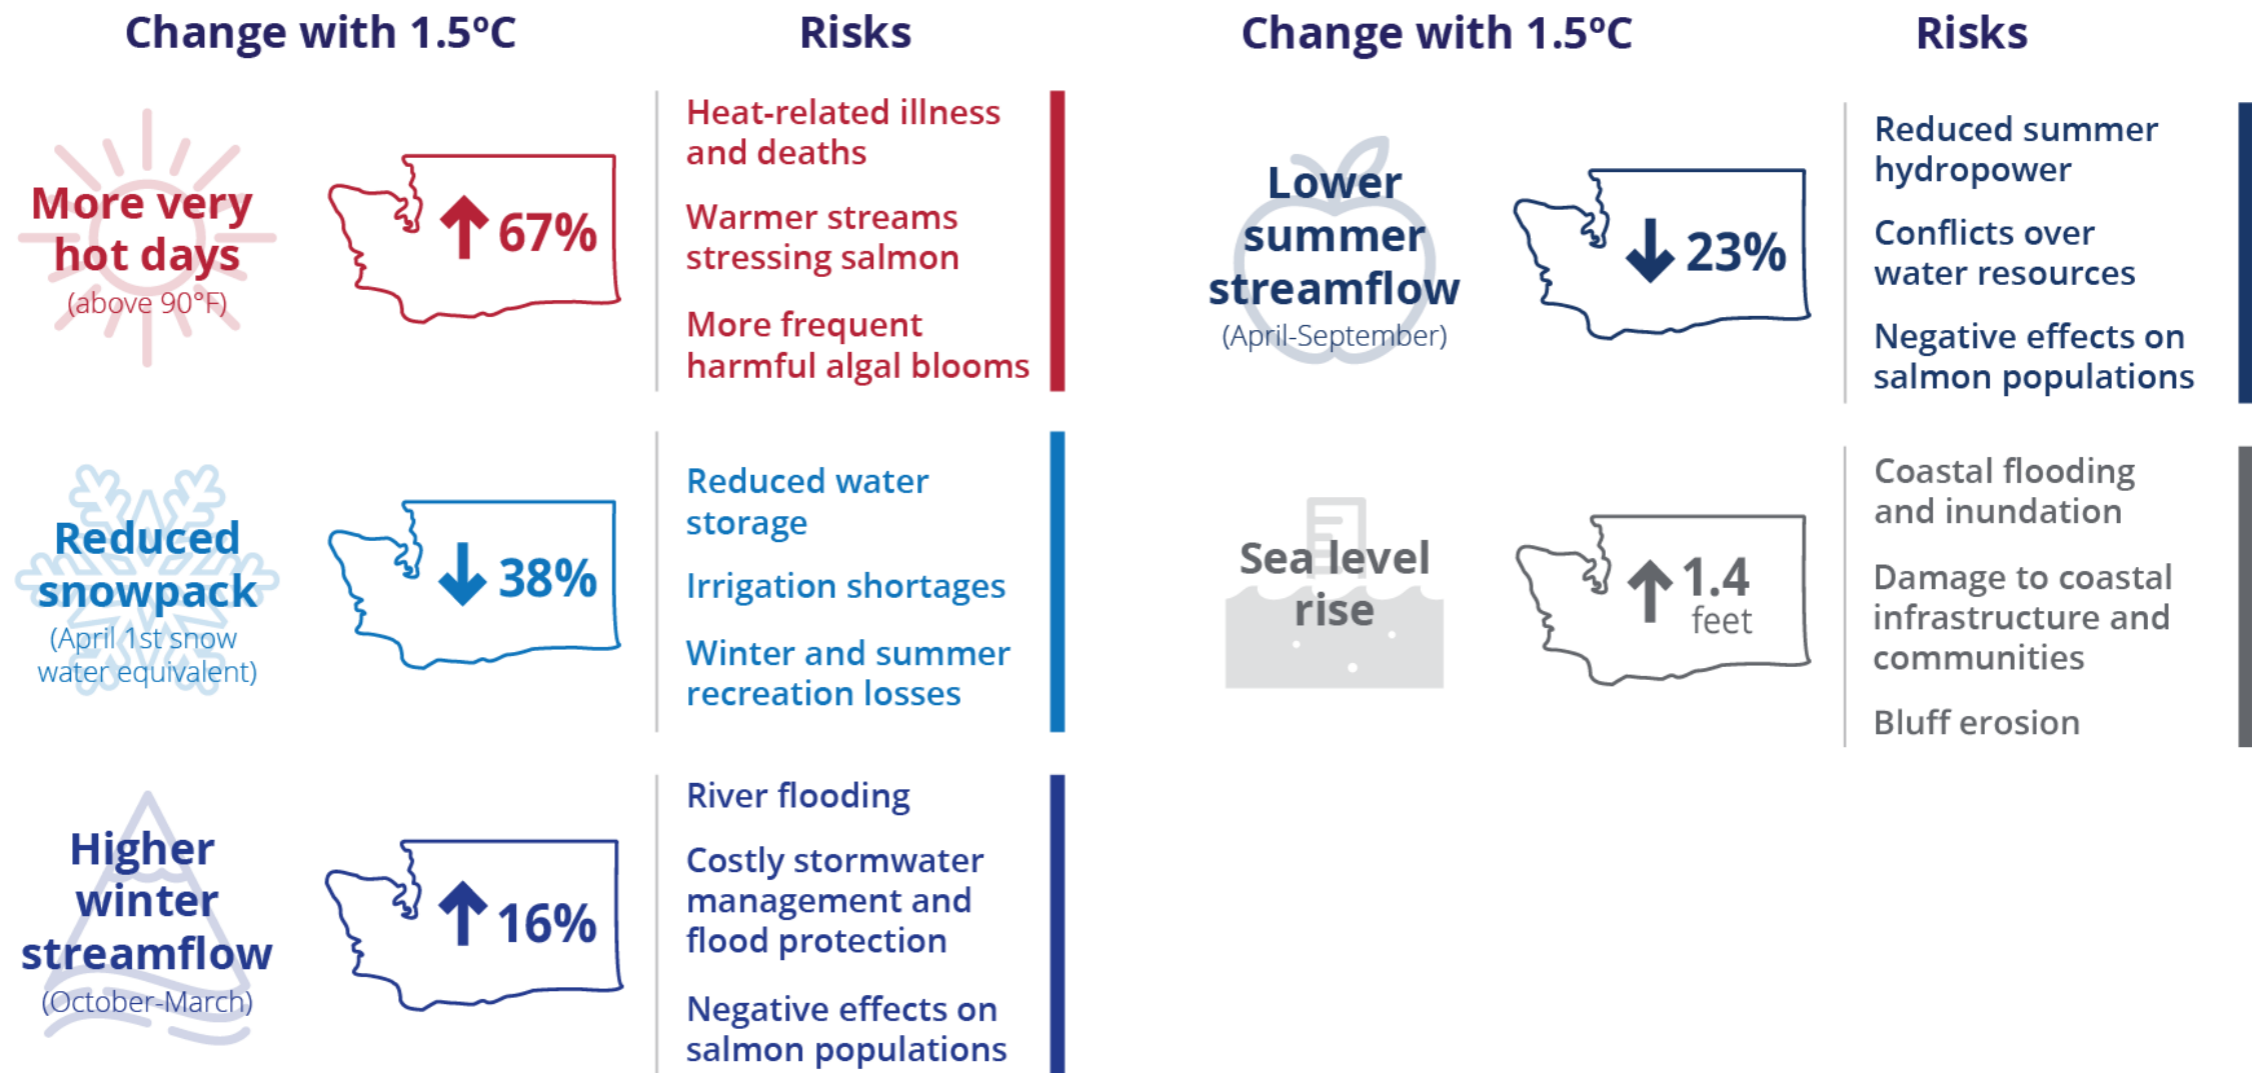 Change with 1.5ºC
Risks
More very
hot days
(above 90°F)
67%
Heat-related illness
and deaths
Warmer streams
stressing salmon
More frequent
harmful algal blooms
Reduced
snowpack
(April 1st snow
water equivalent)
38%
Reduced water
storage
Irrigation shortages
Winter and summer
recreation losses
Higher
winter
streamflow
(October-March)
16%
River flooding
Costly stormwater
management and
flood protection
Negative effects on
salmon populations
Change with 1.5ºC
Risks
Lower
summer
streamflow
(April-September)
23%
Reduced summer
hydropower
Conflicts over
water resources
Negative effects on
salmon populations
Sea level
rise
1.4
feet
Coastal flooding
and inundation
Damage to coastal
infrastructure and
communities
Bluff erosion